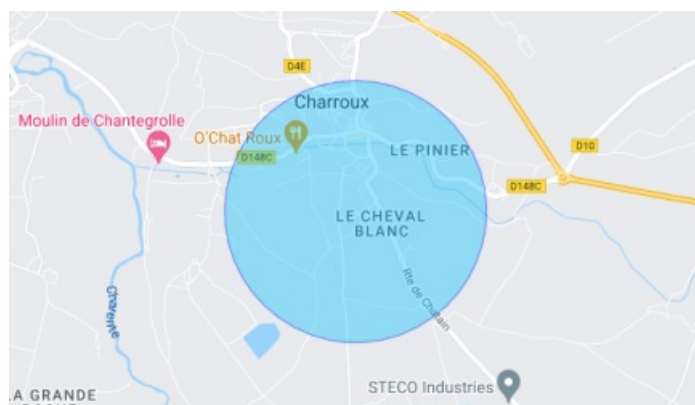 D4E
Charroux
Moulin de Chantegrolle
O'Chat Roux
D148C
LE PINIER
D10
D148C
LE CHEVAL
BLANC
Rte de Chatain
Charente
STECO Industries
LA GRANDE